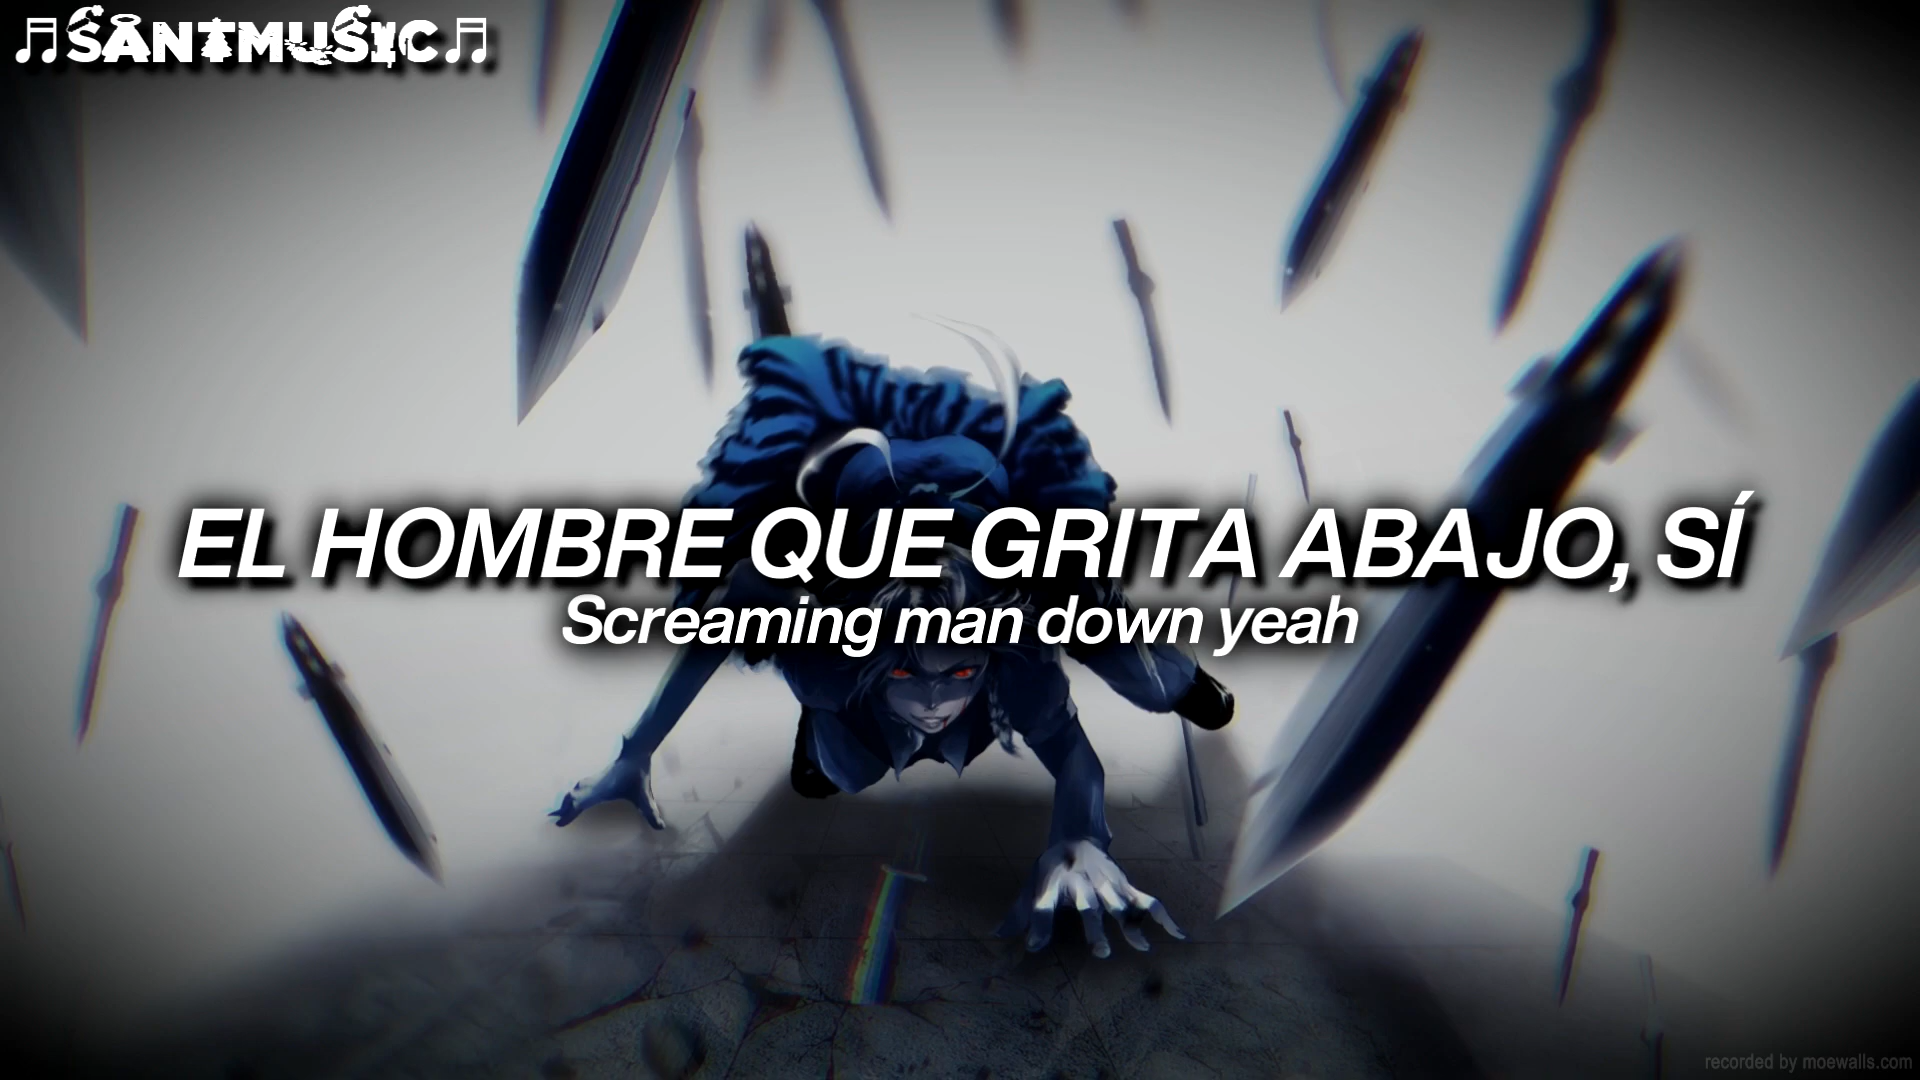 ♫SANTMUSIC♫
EL HOMBRE QUE GRITA ABAJO, SÍ
Screaming man down yeah
recorded by moewalls.com